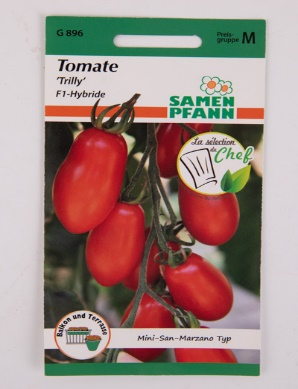 G 896
Preis-
gruppe M
Tomate
'Trilly'
F1-Hybride
SAMEN
PFANN
La sélection
du Chef
Balkon und Terrasse
Mini-San-Marzano Typ